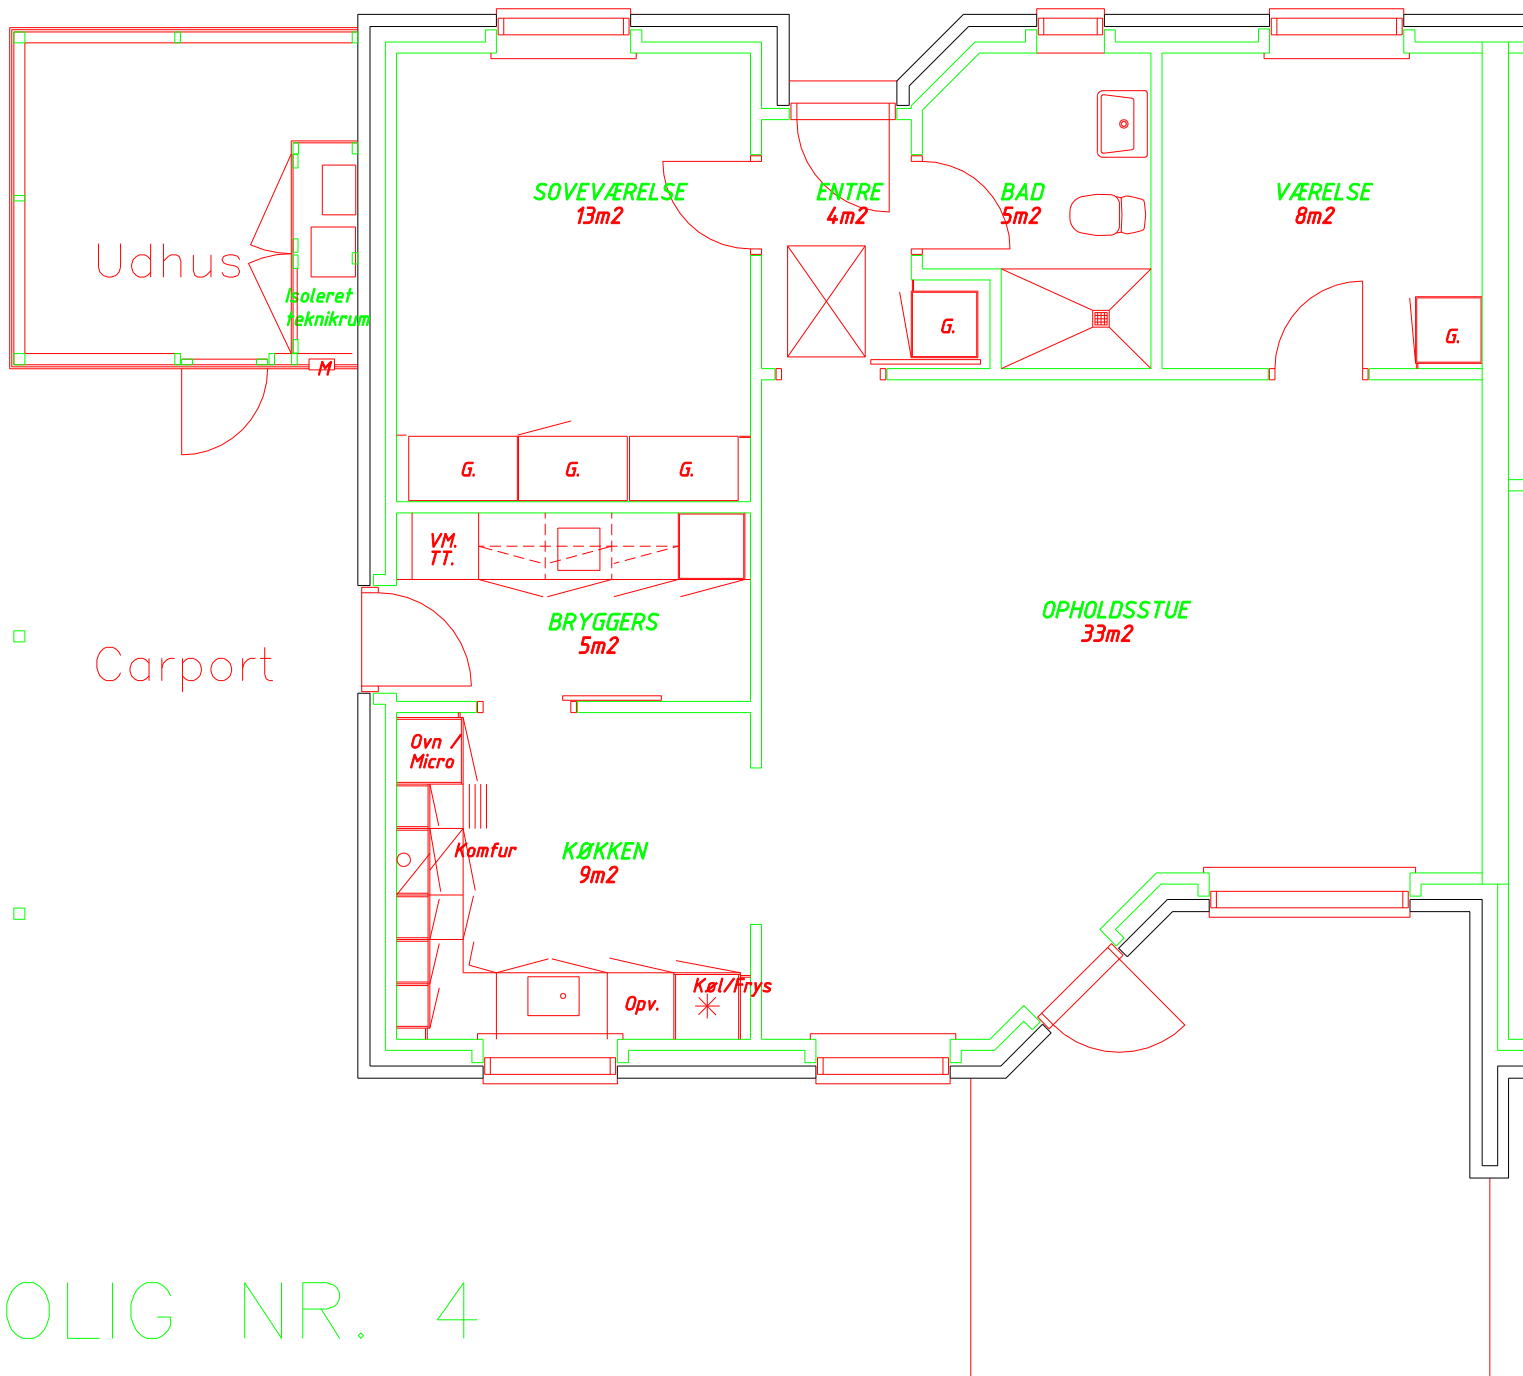 SOVEVÆRELSE
13m2
ENTRE
4m2
BAD
5m2
VÆRELSE
8m2
Udhus
Isoleret
teknikrum
M
G.
G.
G.
G.
G.
VM.
TT.
BRYGGERS
5m2
OPHOLDSSTUE
33m2
Carport
Ovn /
Micro
Komfur
KØKKEN
9m2
Opv.
Køl/Frys
OLIG NR. 4